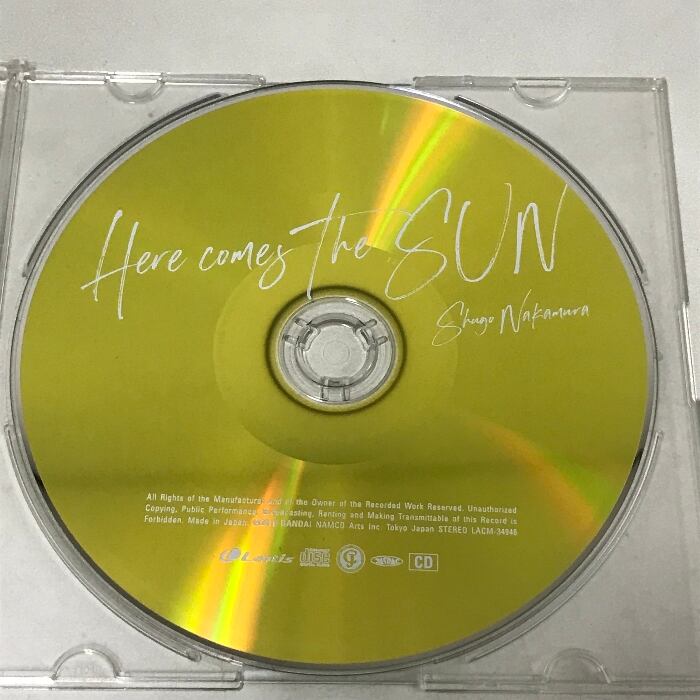 Here comes the SUN
Shugo Nakamura
All Rights of the Manufacturer and of the Owner of the Recorded Work Reserved. Unauthorized
Copying, Public Performance, Broadcasting, Renting and Making Transmittable of this Record is
Forbidden. Made in Japan. BANDAI NAMCO Arts Inc. Tokyo Japan STEREO LACM-34946
Lantis disc CD